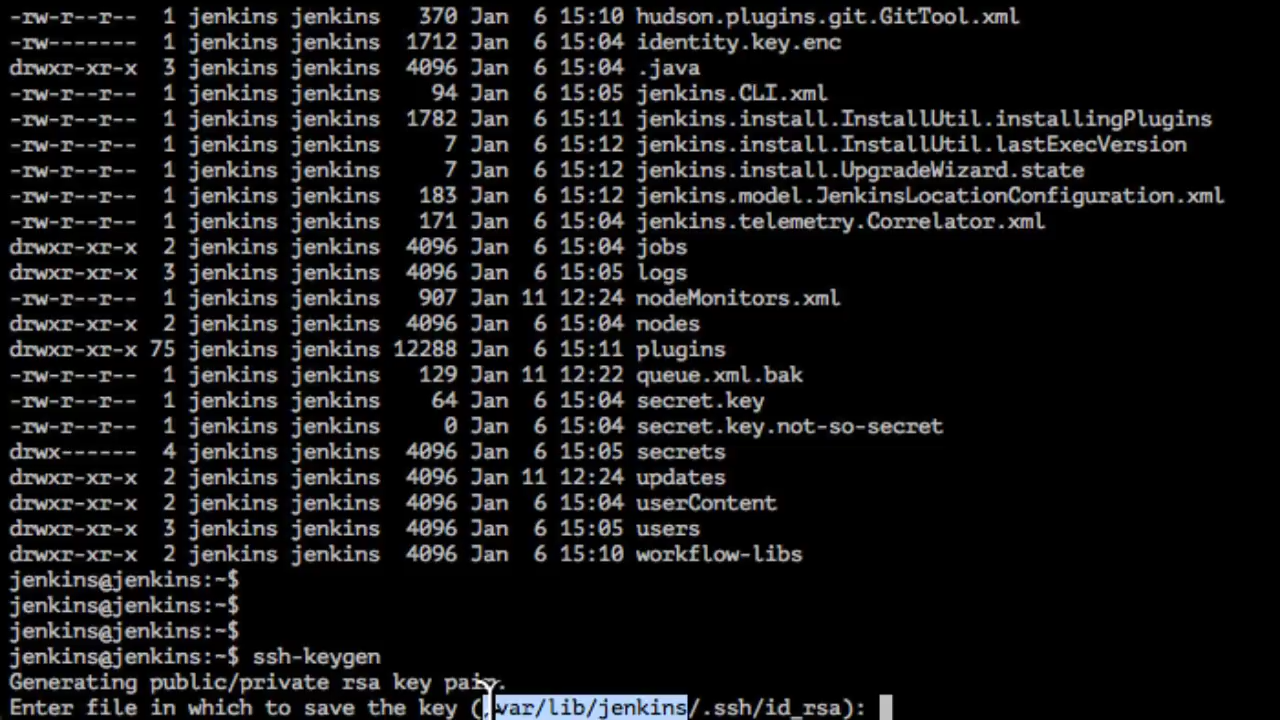 -rw-r--r-- 1 jenkins jenkins 370 Jan 6 15:10 hudson.plugins.git.GitTool.xml
-rw------- 1 jenkins jenkins 1712 Jan 6 15:04 identity.key.enc
drwxr-xr-x 3 jenkins jenkins 4096 Jan 6 15:04 .java
-rw-r--r-- 1 jenkins jenkins 94 Jan 6 15:05 jenkins.CLI.xml
-rw-r--r-- 1 jenkins jenkins 1782 Jan 6 15:11 jenkins.install.InstallUtil.installingPlugins
-rw-r--r-- 1 jenkins jenkins 7 Jan 6 15:12 jenkins.install.InstallUtil.lastExecVersion
-rw-r--r-- 1 jenkins jenkins 7 Jan 6 15:12 jenkins.install.UpgradeWizard.state
-rw-r--r-- 1 jenkins jenkins 183 Jan 6 15:12 jenkins.model.JenkinsLocationConfiguration.xml
-rw-r--r-- 1 jenkins jenkins 171 Jan 6 15:04 jenkins.telemetry.Correlator.xml
drwxr-xr-x 2 jenkins jenkins 4096 Jan 6 15:04 jobs
drwxr-xr-x 3 jenkins jenkins 4096 Jan 6 15:05 logs
-rw-r--r-- 1 jenkins jenkins 907 Jan 11 12:24 nodeMonitors.xml
drwxr-xr-x 2 jenkins jenkins 4096 Jan 6 15:04 nodes
drwxr-xr-x 75 jenkins jenkins 12288 Jan 6 15:11 plugins
-rw-r--r-- 1 jenkins jenkins 129 Jan 11 12:22 queue.xml.bak
-rw-r--r-- 1 jenkins jenkins 64 Jan 6 15:04 secret.key
-rw-r--r-- 1 jenkins jenkins 0 Jan 6 15:04 secret.key.not-so-secret
drwx------ 4 jenkins jenkins 4096 Jan 6 15:05 secrets
drwxr-xr-x 2 jenkins jenkins 4096 Jan 11 12:24 updates
drwxr-xr-x 2 jenkins jenkins 4096 Jan 6 15:04 userContent
drwxr-xr-x 3 jenkins jenkins 4096 Jan 6 15:05 users
drwxr-xr-x 2 jenkins jenkins 4096 Jan 6 15:10 workflow-libs
jenkins@jenkins:~$
jenkins@jenkins:~$
jenkins@jenkins:~$
jenkins@jenkins:~$ ssh-keygen
Generating public/private rsa key pair.
Enter file in which to save the key (/var/lib/jenkins/.ssh/id_rsa):